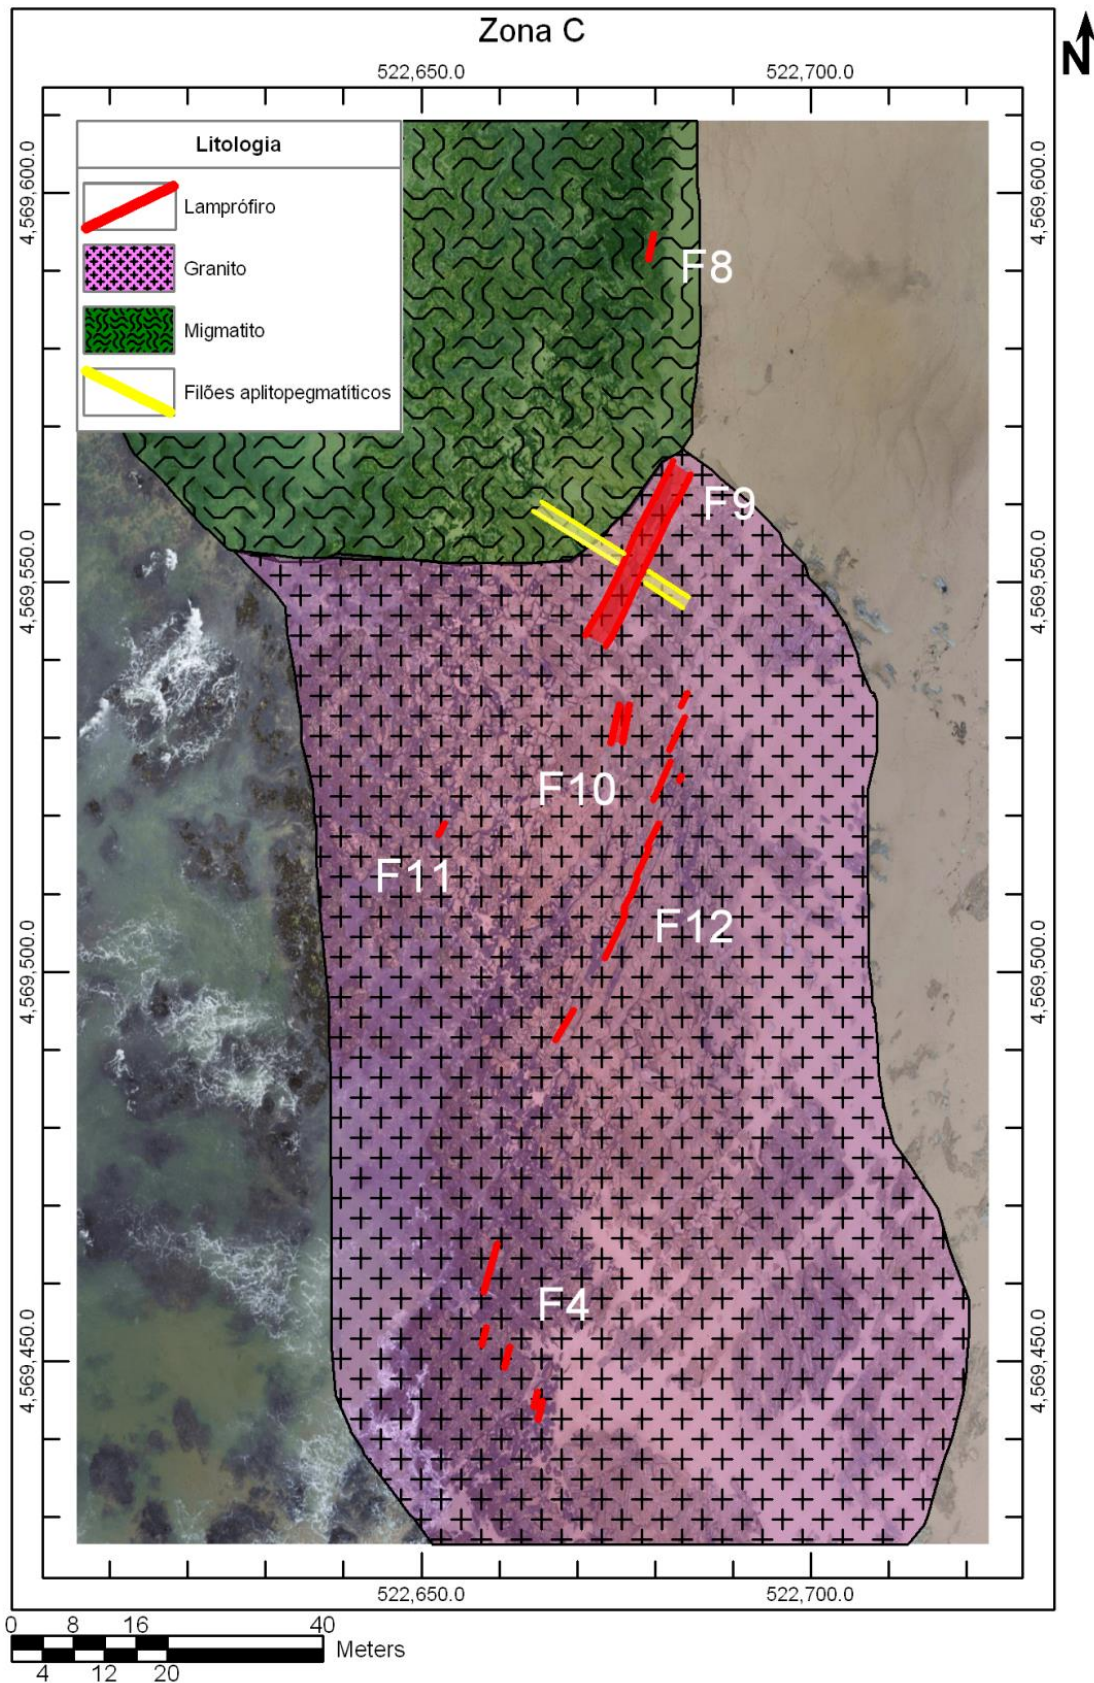 Zona C
N
522,650.0 522,700.0
Litologia
Lamprófiro
Granito
Migmatito
Filões aplitopegmatíticos
4,569,600.0 4,569,600.0
F8
F9
4,569,550.0 4,569,550.0
F10
F11
F12
4,569,500.0 4,569,500.0
F4
4,569,450.0 4,569,450.0
522,650.0 522,700.0
0 8 16 40
Meters
4 12 20